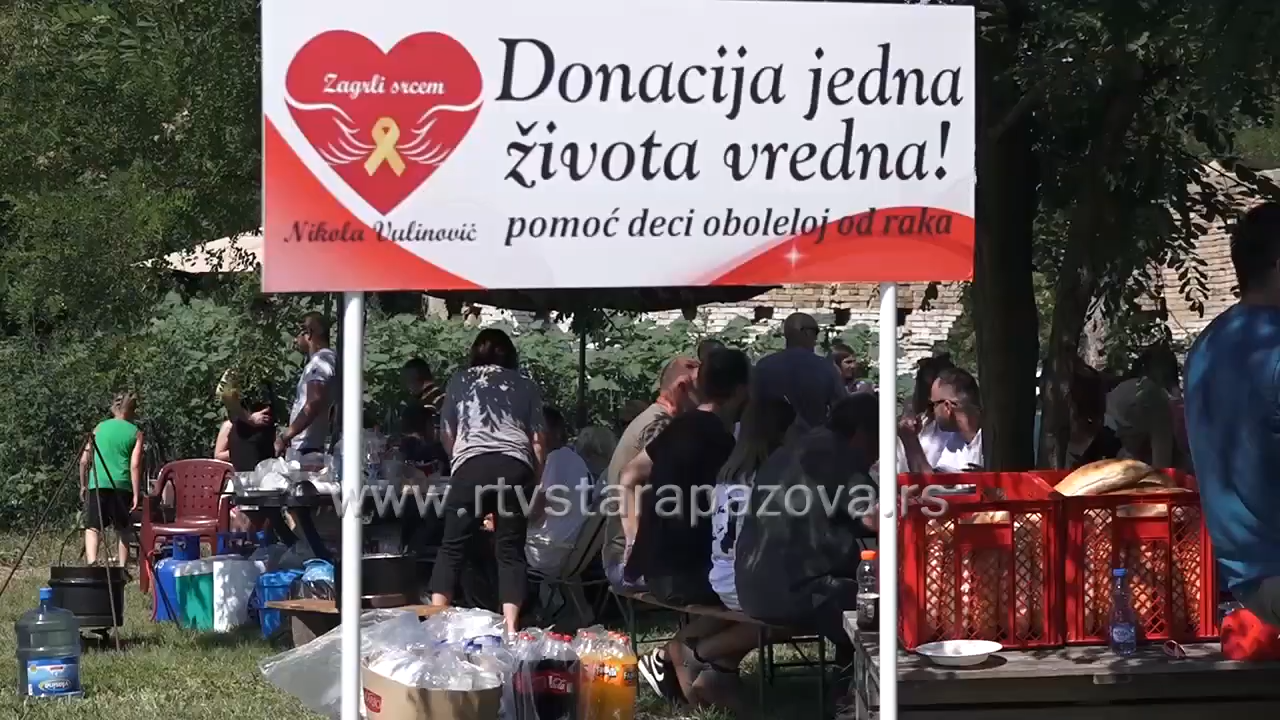 Zagrli srcem
Nikola Vulinović
Donacija jedna
života vredna!
pomoć deci oboleloj od raka
www.rtvstarapazova.rs